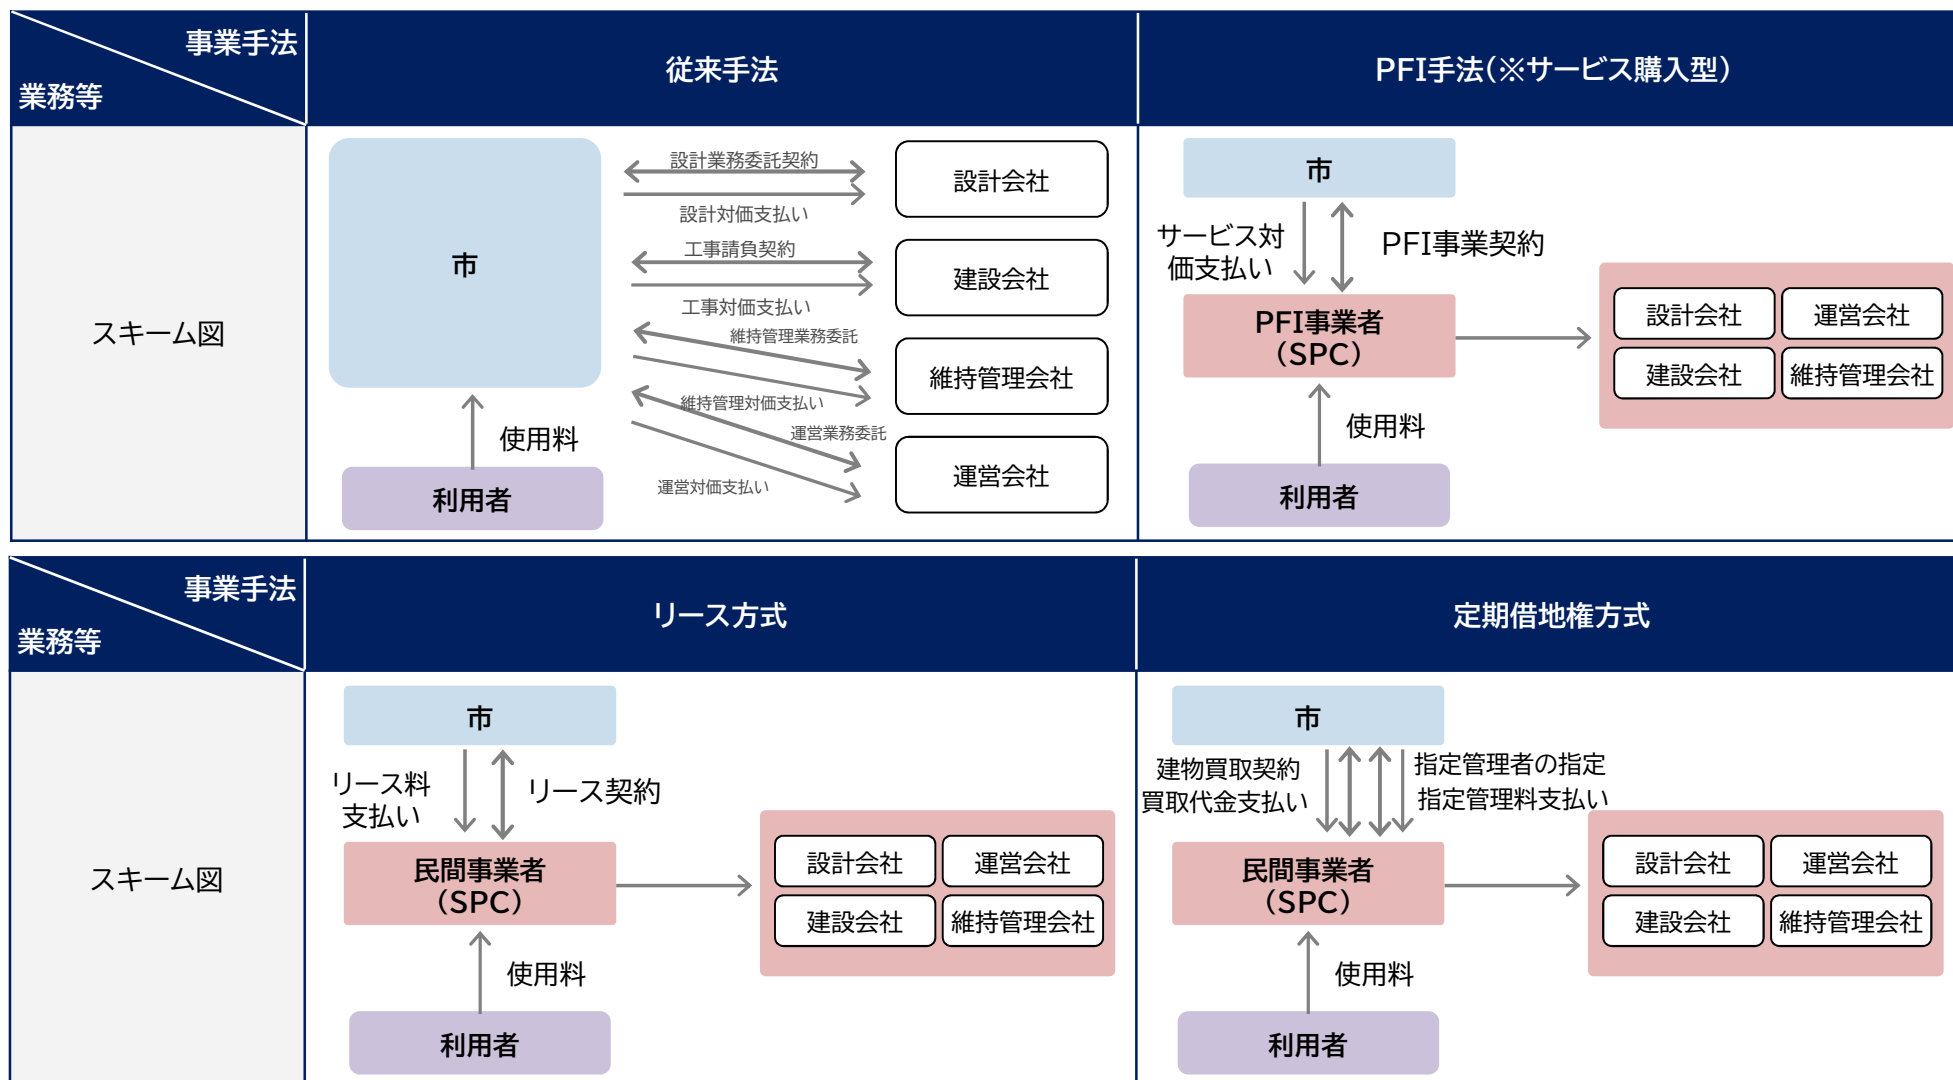 事業手法
業務等
従来手法
PFI手法(※サービス購入型)
スキーム図
市
設計業務委託契約
設計対価支払い
工事請負契約
工事対価支払い
維持管理業務委託
維持管理対価支払い
運営業務委託
運営対価支払い
設計会社
建設会社
維持管理会社
運営会社
使用料
利用者
市
サービス対
価支払い
PFI事業契約
PFI事業者
(SPC)
設計会社
運営会社
建設会社
維持管理会社
使用料
利用者
事業手法
業務等
リース方式
定期借地権方式
スキーム図
市
リース料
支払い
リース契約
民間事業者
(SPC)
設計会社
運営会社
建設会社
維持管理会社
使用料
利用者
市
建物買取契約
買取代金支払い
指定管理者の指定
指定管理料支払い
民間事業者
(SPC)
設計会社
運営会社
建設会社
維持管理会社
使用料
利用者